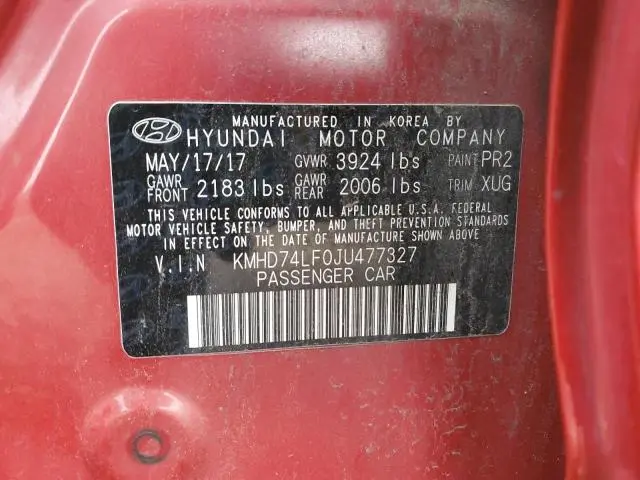 MANUFACTURED IN KOREA BY
HYUNDAI MOTOR COMPANY
MAY/17/17 GVWR 3924 lbs PAINT PR2
GAWR FRONT 2183 lbs GAWR REAR 2006 lbs TRIM XUG
THIS VEHICLE CONFORMS TO ALL APPLICABLE U.S.A. FEDERAL
MOTOR VEHICLE SAFETY, BUMPER, AND THEFT PREVENTION STANDARDS
IN EFFECT ON THE DATE OF MANUFACTURE SHOWN ABOVE.
V.I.N KMHD74LF0JU477327
PASSENGER CAR